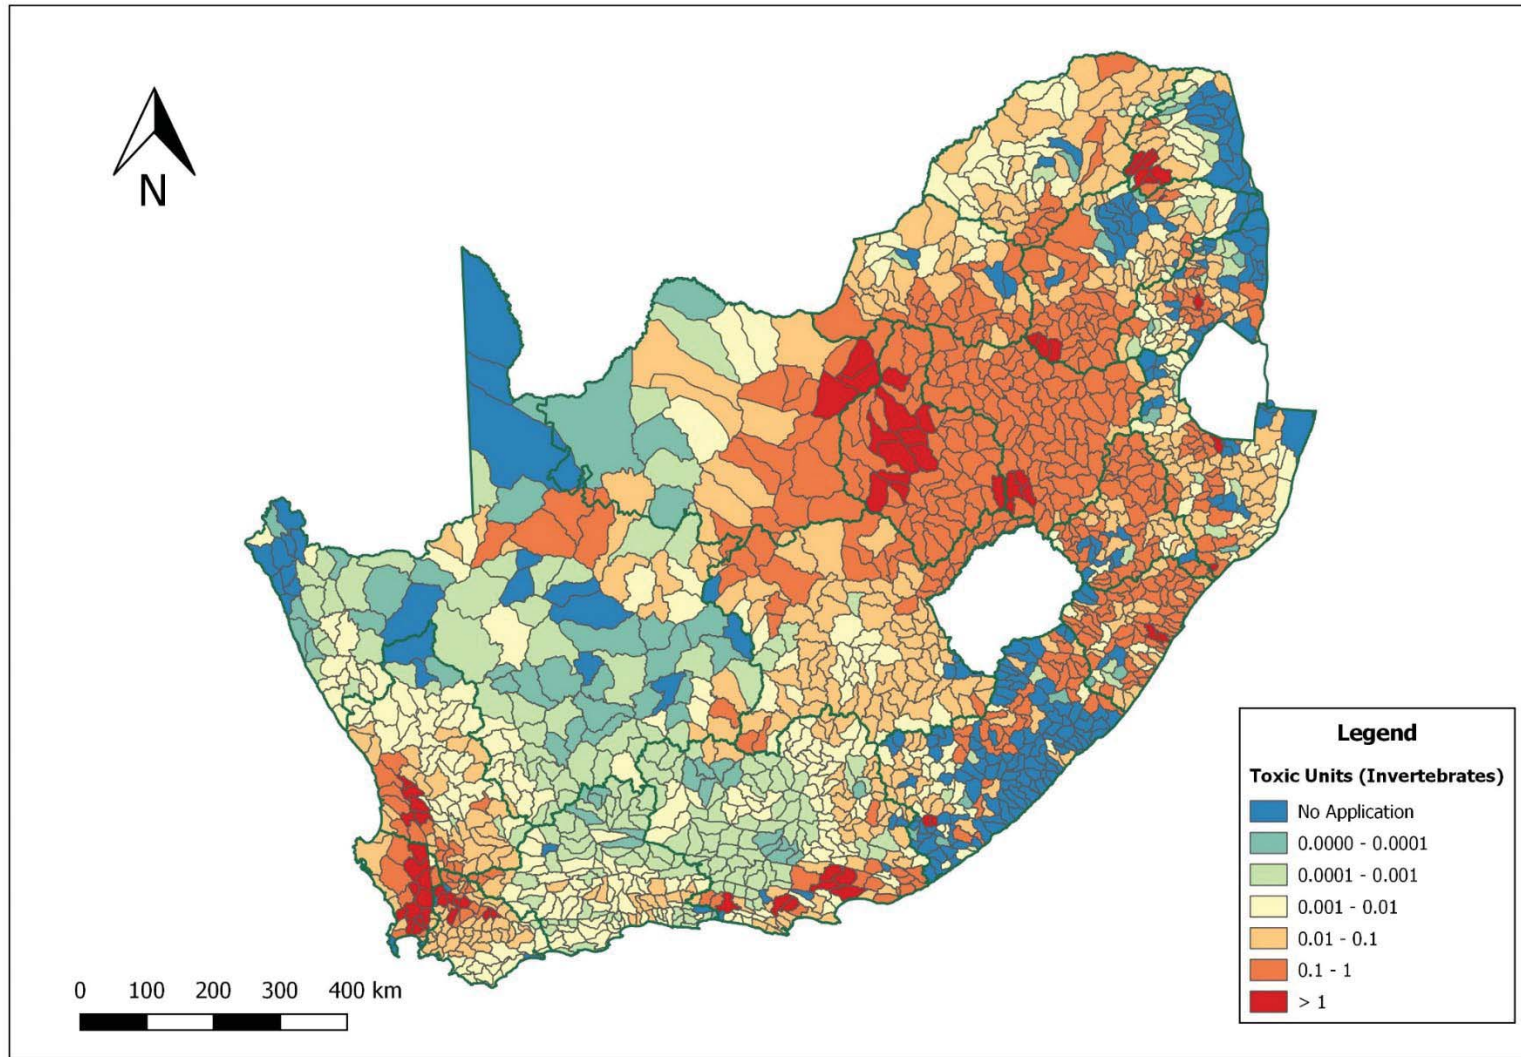 N
Legend
Toxic Units (Invertebrates)
No Application
0.0000 - 0.0001
0.0001 - 0.001
0.001 - 0.01
0.01 - 0.1
0.1 - 1
> 1
0 100 200 300 400 km